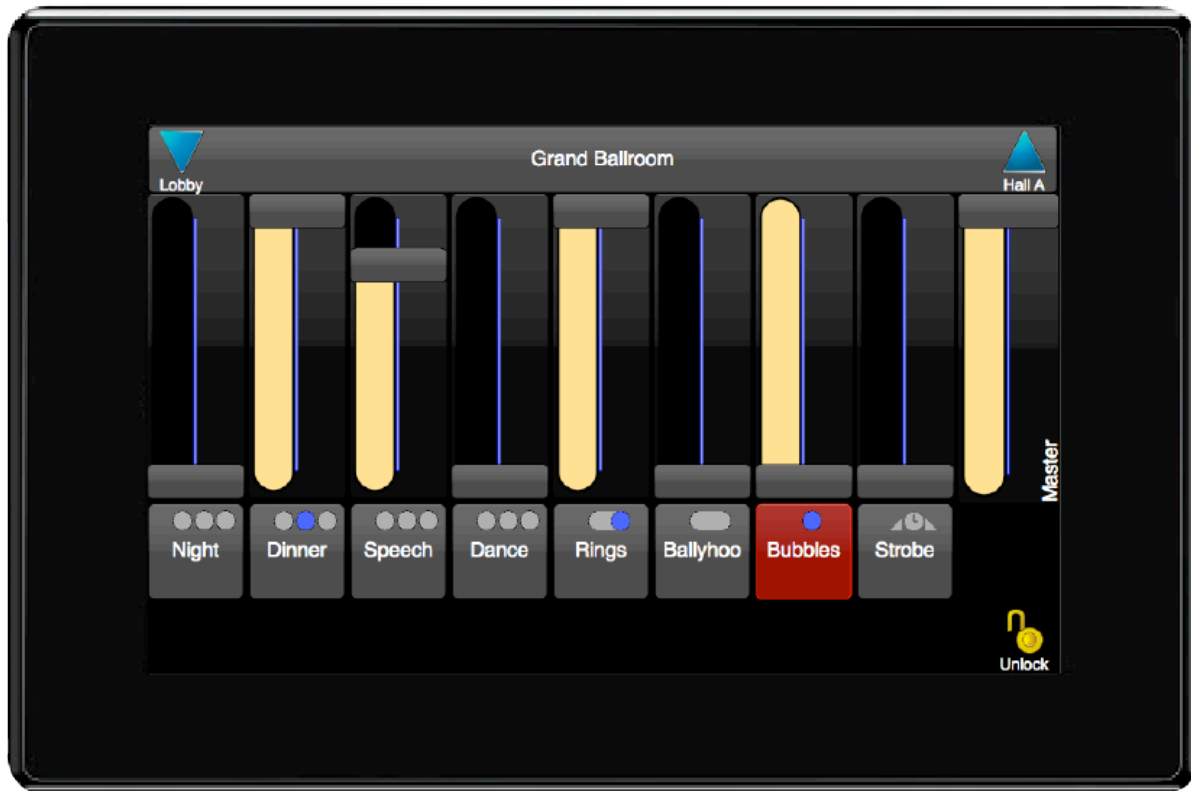 Grand Ballroom
Lobby
Hall A
Master
Night
Dinner
Speech
Dance
Rings
Ballyhoo
Bubbles
Strobe
Unlock